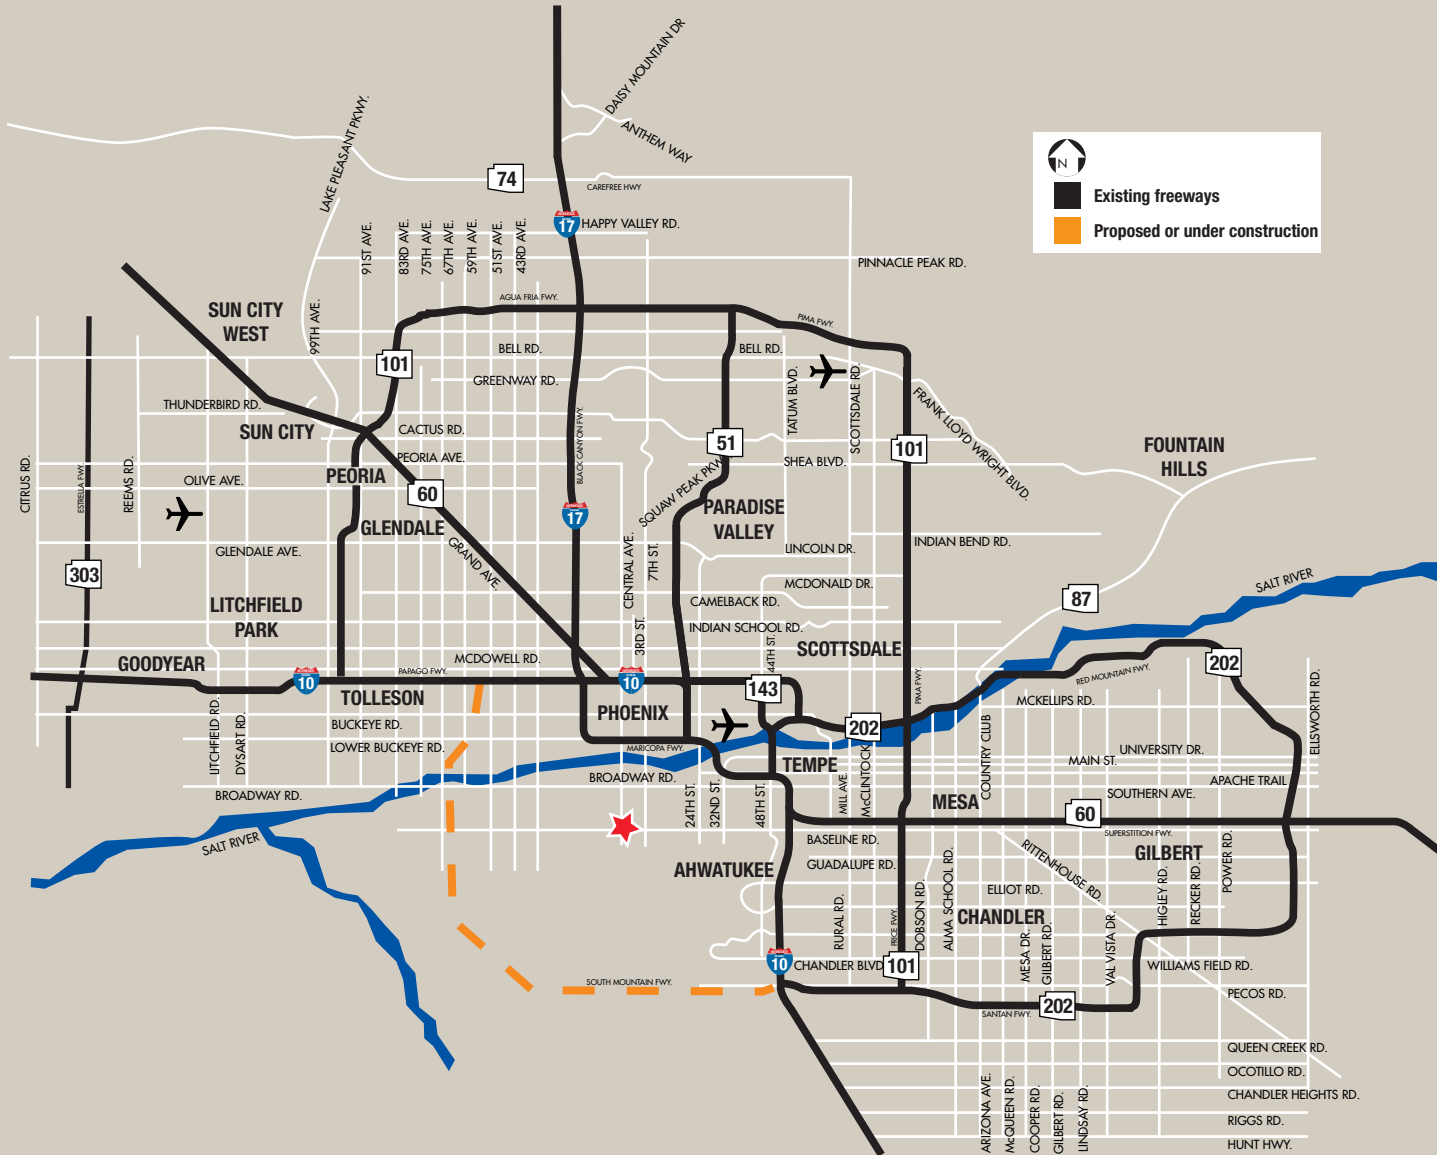 DAISY MOUNTAIN DR
ANTHEM WAY
LAKE PLEASANT PKWY.
74
CAREFREE HWY
N
Existing freeways
Proposed or under construction
17
HAPPY VALLEY RD.
91ST AVE.
83RD AVE.
75TH AVE.
67TH AVE.
59TH AVE.
51ST AVE.
43RD AVE.
PINNACLE PEAK RD.
SUN CITY
WEST
99TH AVE.
AGUA FRIA FWY.
PIMA FWY.
101
BELL RD.
BELL RD.
GREENWAY RD.
TATUM BLVD.
SCOTTSDALE RD.
FRANK LLOYD WRIGHT BLVD.
THUNDERBIRD RD.
SUN CITY
CACTUS RD.
PEORIA AVE.
BLACK CANYON FWY.
51
101
SHEA BLVD.
FOUNTAIN
HILLS
CITRUS RD.
ESTRELLA FWY.
REEMS RD.
OLIVE AVE.
PEORIA
60
GLENDALE
17
SQUAW PEAK PKWY.
PARADISE
VALLEY
GLENDALE AVE.
GRAND AVE.
CENTRAL AVE.
7TH ST.
LINCOLN DR.
INDIAN BEND RD.
303
MCDONALD DR.
LITCHFIELD
PARK
CAMELBACK RD.
87
SALT RIVER
INDIAN SCHOOL RD.
3RD ST.
44TH ST.
SCOTTSDALE
GOODYEAR
MCDOWELL RD.
PAPAGO FWY.
10
10
TOLLESON
PHOENIX
143
PIMA FWY.
RED MOUNTAIN FWY.
202
MCKELLIPS RD.
ELLSWORTH RD.
LITCHFIELD RD.
DYSART RD.
BUCKEYE RD.
LOWER BUCKEYE RD.
MARICOPA FWY.
202
COUNTRY CLUB
UNIVERSITY DR.
MAIN ST.
TEMPE
BROADWAY RD.
BROADWAY RD.
APACHE TRAIL
SOUTHERN AVE.
24TH ST.
32ND ST.
48TH ST.
MILL AVE.
McCLINTOCK
MESA
60
SUPERSTITION FWY.
SALT RIVER
BASELINE RD.
GUADALUPE RD.
AHWATUKEE
RITTENHOUSE RD.
GILBERT
POWER RD.
ELLIOT RD.
CHANDLER
RURAL RD.
PRICE FWY.
DOBSON RD.
ALMA SCHOOL RD.
MESA DR.
GILBERT RD.
VAL VISTA DR.
HIGLEY RD.
RECKER RD.
10
CHANDLER BLVD
101
WILLIAMS FIELD RD.
SOUTH MOUNTAIN FWY.
PECOS RD.
202
SANTAN FWY.
QUEEN CREEK RD.
OCOTILLO RD.
CHANDLER HEIGHTS RD.
RIGGS RD.
HUNT HWY.
ARIZONA AVE.
McQUEEN RD.
COOPER RD.
GILBERT RD.
LINDSAY RD.